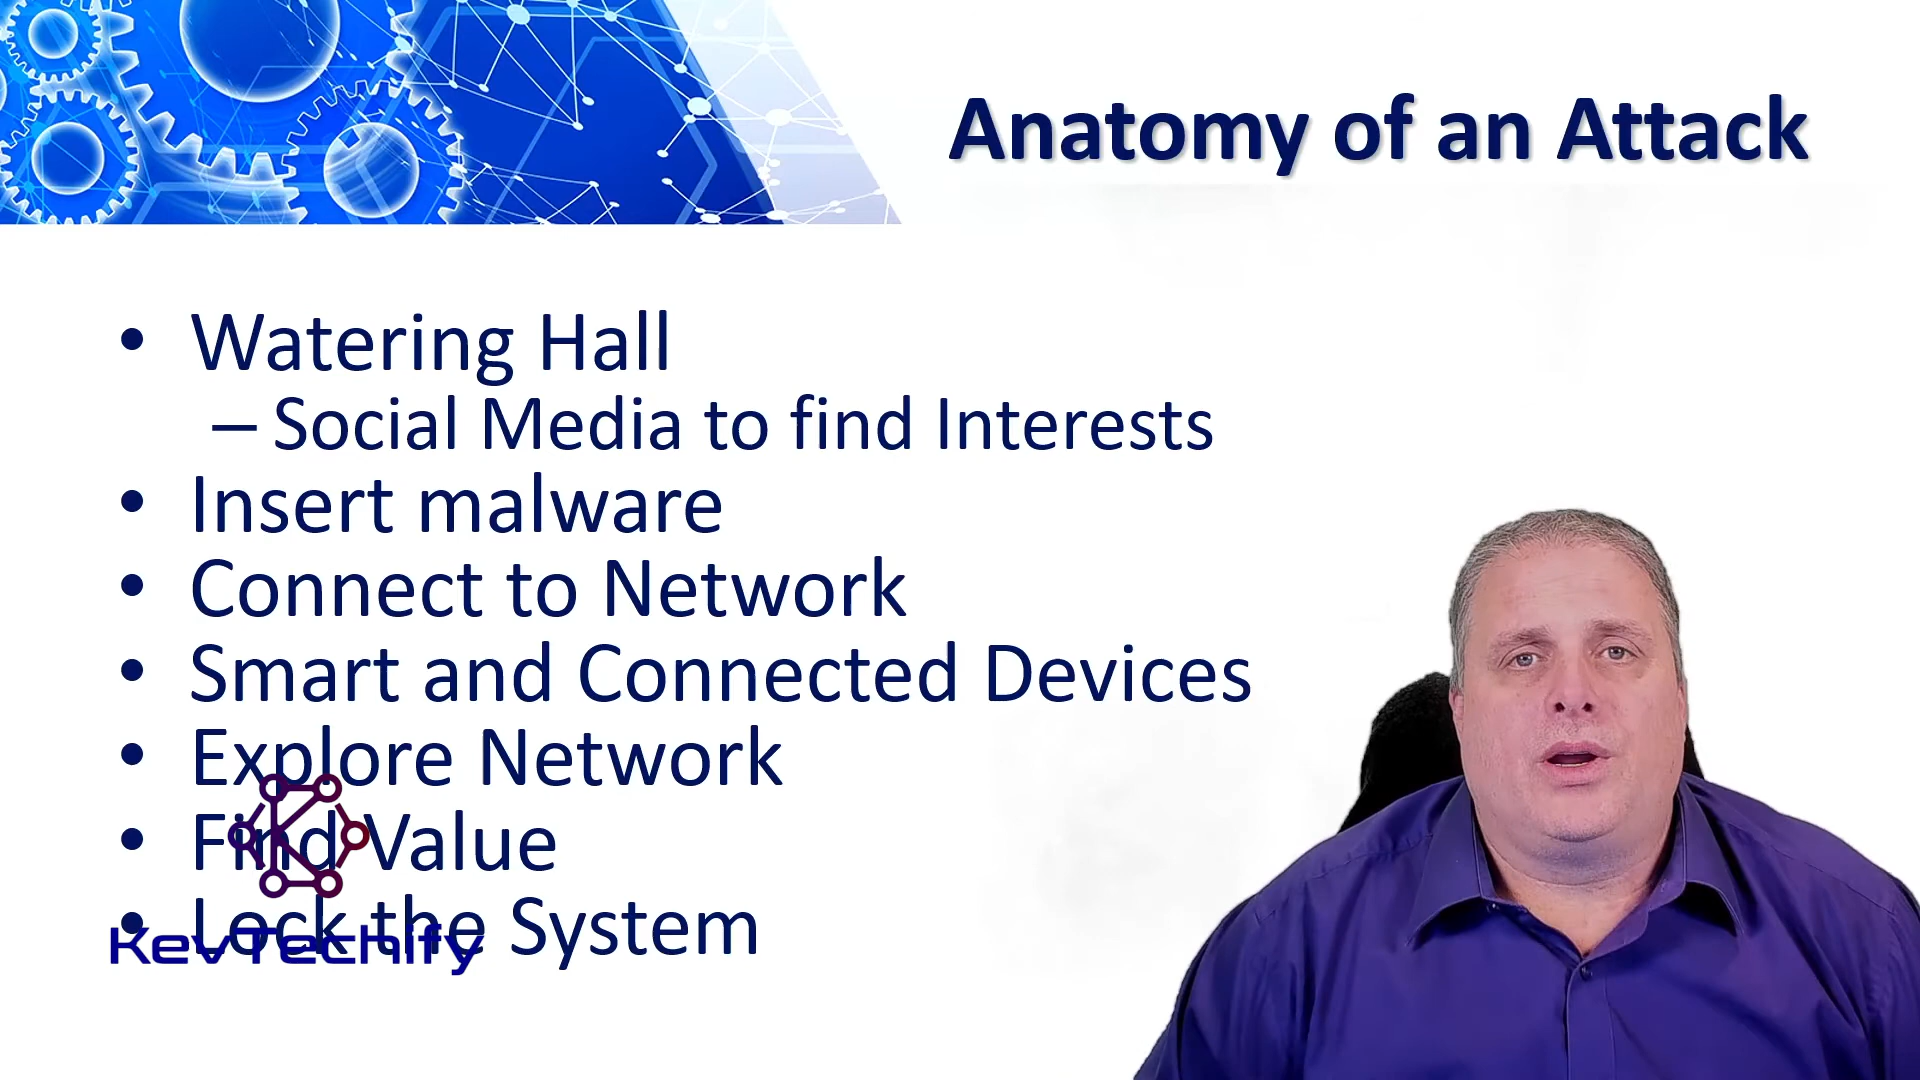 Anatomy of an Attack
• Watering Hall
– Social Media to find Interests
• Insert malware
• Connect to Network
• Smart and Connected Devices
• Explore Network
• Find Value
• Lock the System
KevTechify